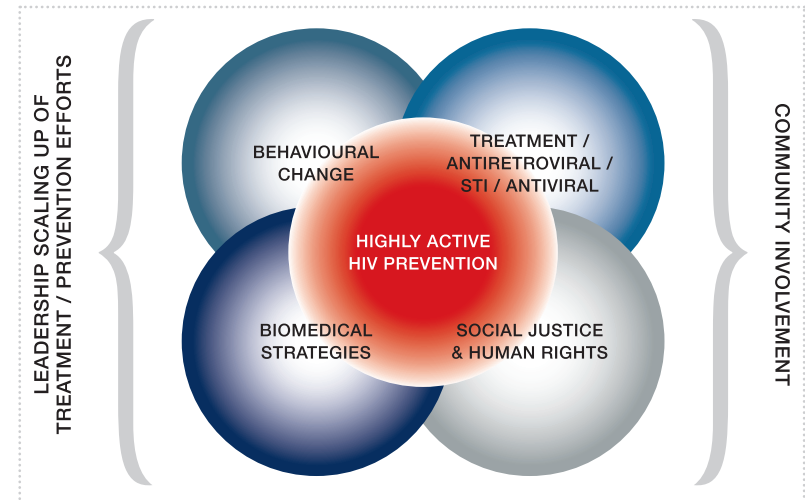 LEADERSHIP SCALING UP OF
TREATMENT / PREVENTION EFFORTS
BEHAVIOURAL
CHANGE
TREATMENT /
ANTIRETROVIRAL /
STI / ANTIVIRAL
HIGHLY ACTIVE
HIV PREVENTION
BIOMEDICAL
STRATEGIES
SOCIAL JUSTICE
& HUMAN RIGHTS
COMMUNITY INVOLVEMENT